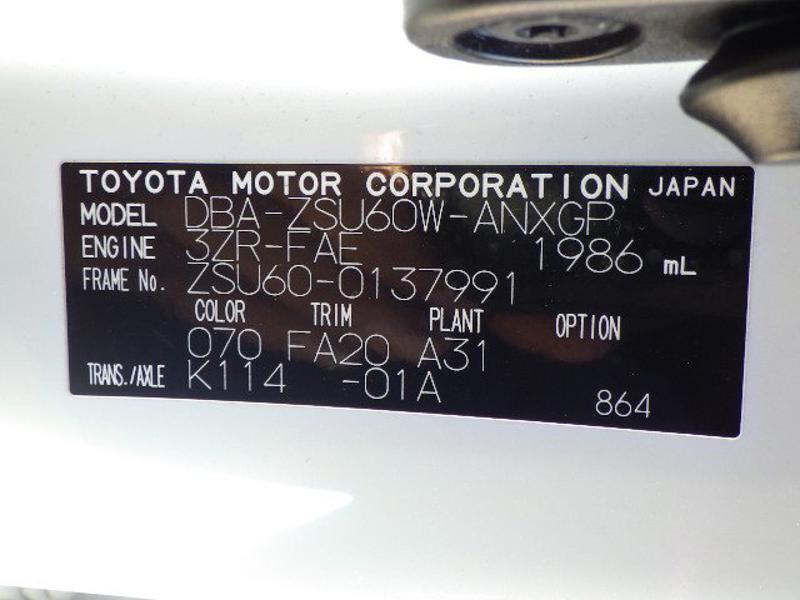 TOYOTA MOTOR CORPORATION JAPAN
MODEL DBA-ZSU60W-ANXGP
ENGINE 3ZR-FAE 1986 mL
FRAME No. ZSU60-0137991
COLOR TRIM PLANT OPTION
070 FA20 A31
TRANS./AXLE K114 -01A
864